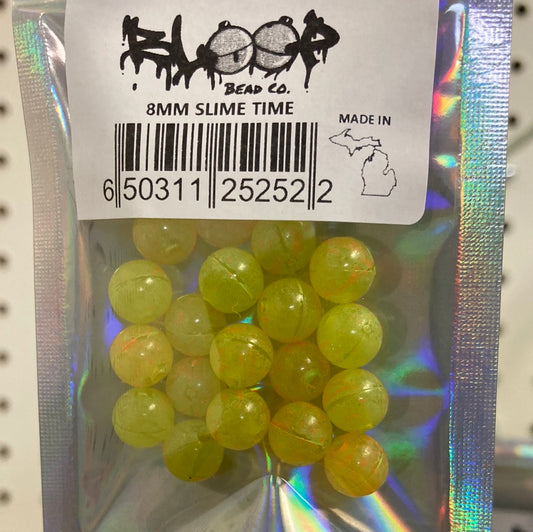 BLOOP
BEAD CO.
8MM SLIME TIME
MADE IN
6 50311 25252 2